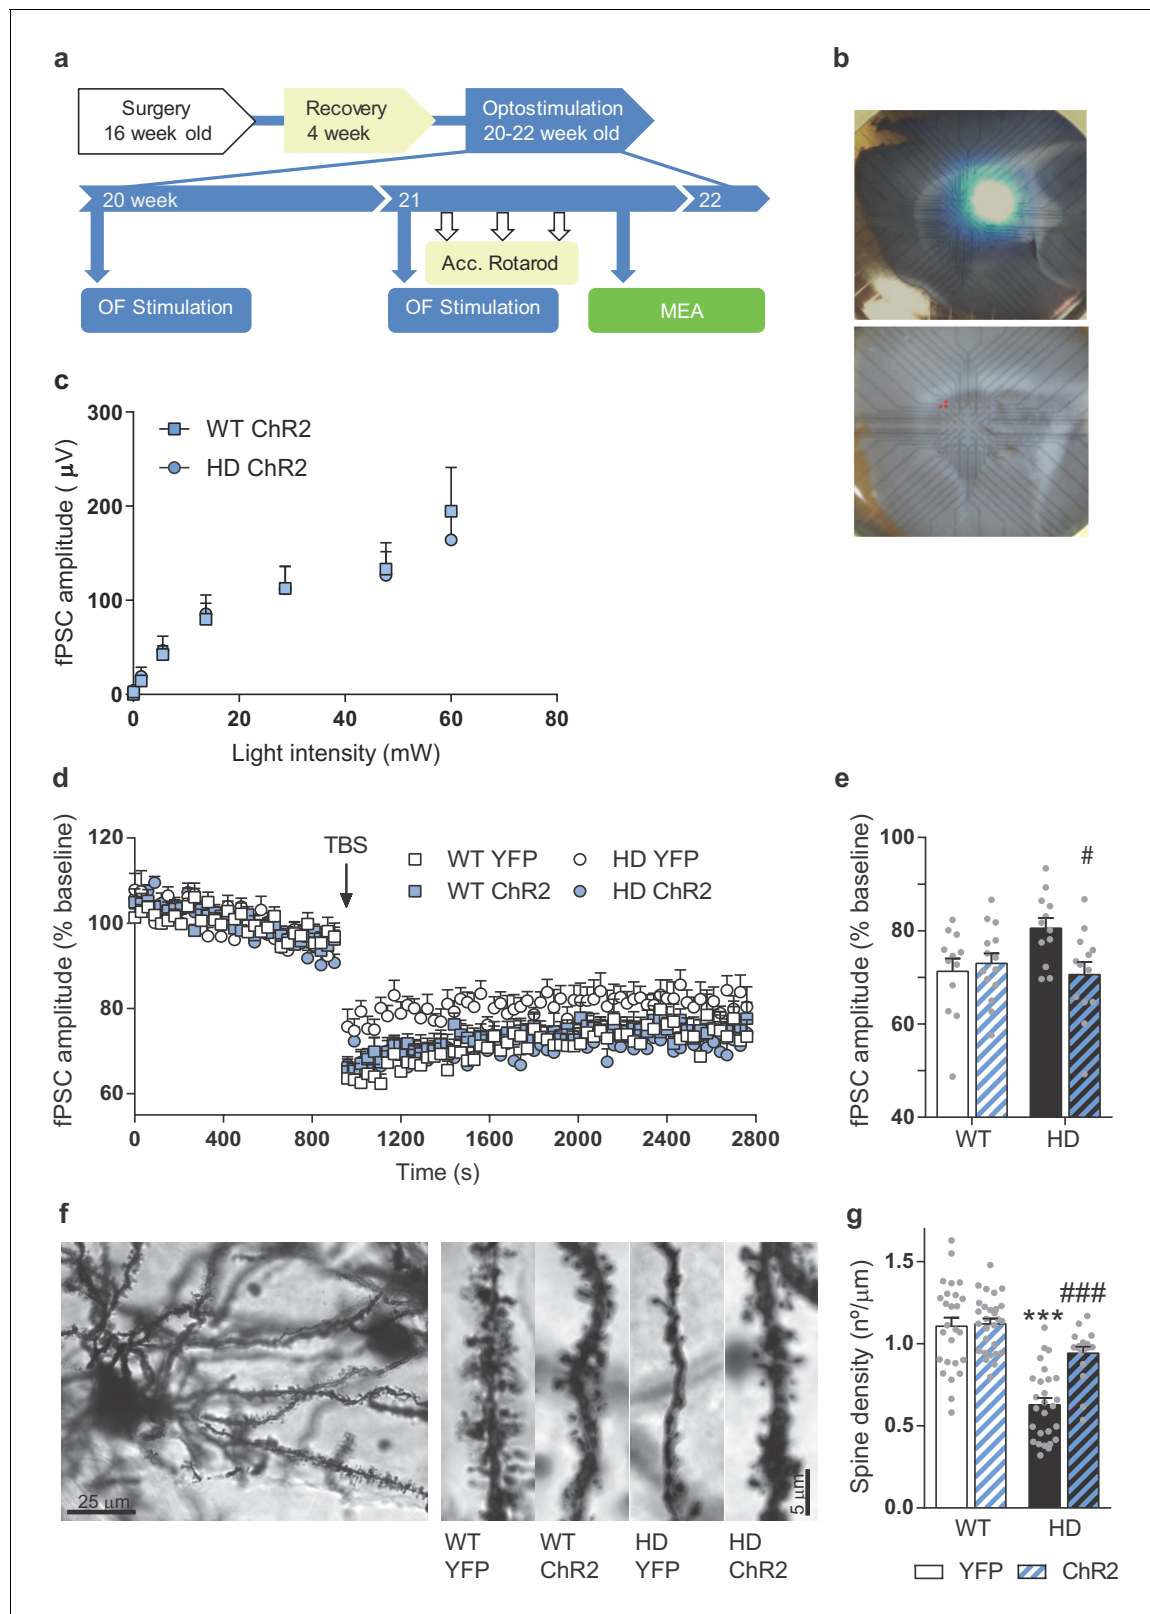 a
b
Surgery
16 week old
Recovery
4 week
Optostimulation
20-22 week old
20 week
21
22
Acc. Rotarod
OF Stimulation
OF Stimulation
MEA
c
fPSC amplitude ( μV)
300
200
100
0
WT ChR2
HD ChR2
0 20 40 60 80
Light intensity (mW)
d
fPSC amplitude (% baseline)
120
100
80
60
TBS
WT YFP
HD YFP
WT ChR2
HD ChR2
0 400 800 1200 1600 2000 2400 2800
Time (s)
e
fPSC amplitude (% baseline)
100
80
60
40
#
WT HD
f
25 μm
5 μm
WT YFP
WT ChR2
HD YFP
HD ChR2
g
Spine density (nº/μm)
1.5
1.0
0.5
0.0
***
###
WT HD
YFP ChR2